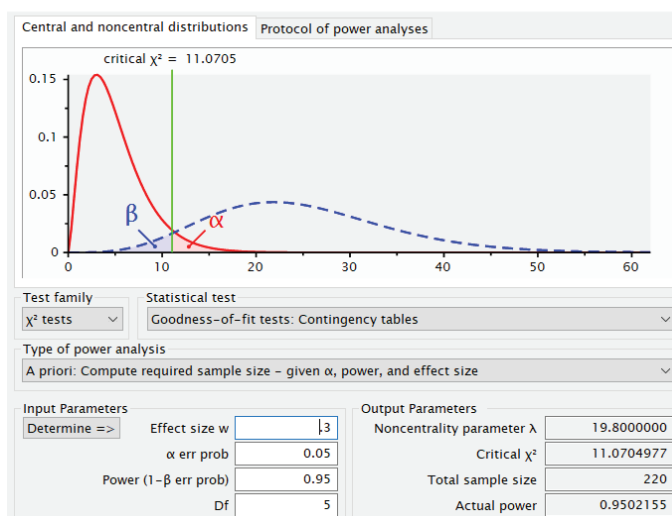 Central and noncentral distributions Protocol of power analyses
critical χ² = 11.0705
0.15
0.1
0.05
0
β
α
0 10 20 30 40 50 60
Test family Statistical test
χ² tests Goodness-of-fit tests: Contingency tables
Type of power analysis
A priori: Compute required sample size – given α, power, and effect size
Input Parameters Output Parameters
Determine => Effect size w .3 Noncentrality parameter λ 19.8000000
α err prob 0.05 Critical χ² 11.0704977
Power (1-β err prob) 0.95 Total sample size 220
Df 5 Actual power 0.9502155